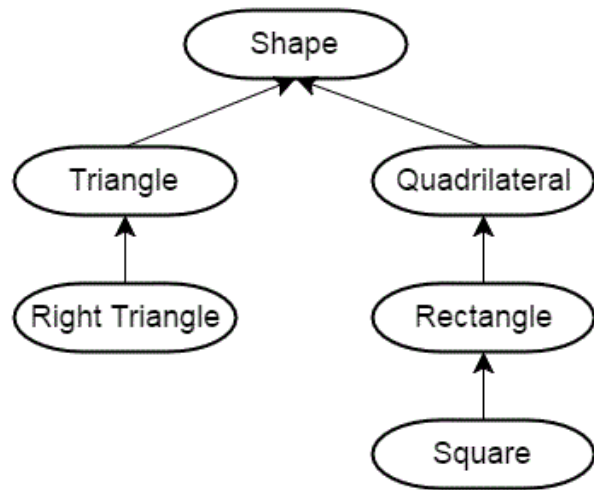 Shape
Triangle
Quadrilateral
Right Triangle
Rectangle
Square